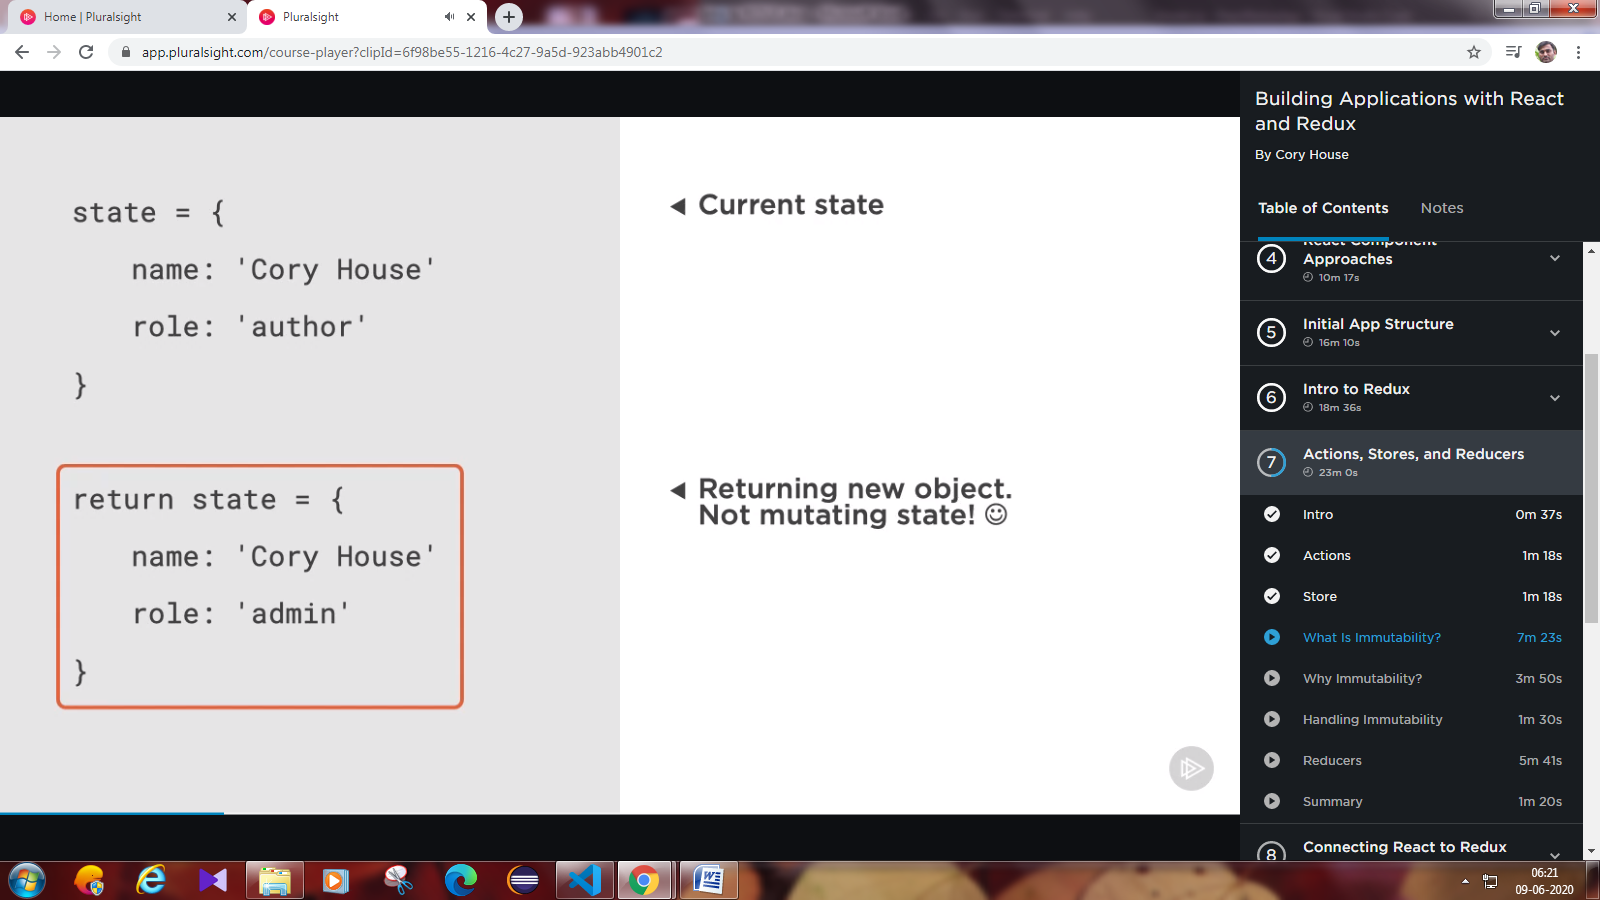 Home | Pluralsight
Pluralsight
app.pluralsight.com/course-player?clipId=6f98be55-1216-4c27-9a5d-923abb4901c2
state = {
name: 'Cory House'
role: 'author'
}
return state = {
name: 'Cory House'
role: 'admin'
}
Current state
Returning new object.
Not mutating state! ☺
Building Applications with React
and Redux
By Cory House
Table of Contents Notes
4 React Component
Approaches
10m 17s
5 Initial App Structure
16m 10s
6 Intro to Redux
18m 36s
7 Actions, Stores, and Reducers
23m 0s
Intro 0m 37s
Actions 1m 18s
Store 1m 18s
What Is Immutability? 7m 23s
Why Immutability? 3m 50s
Handling Immutability 1m 30s
Reducers 5m 41s
Summary 1m 20s
8 Connecting React to Redux
06:21
09-06-2020